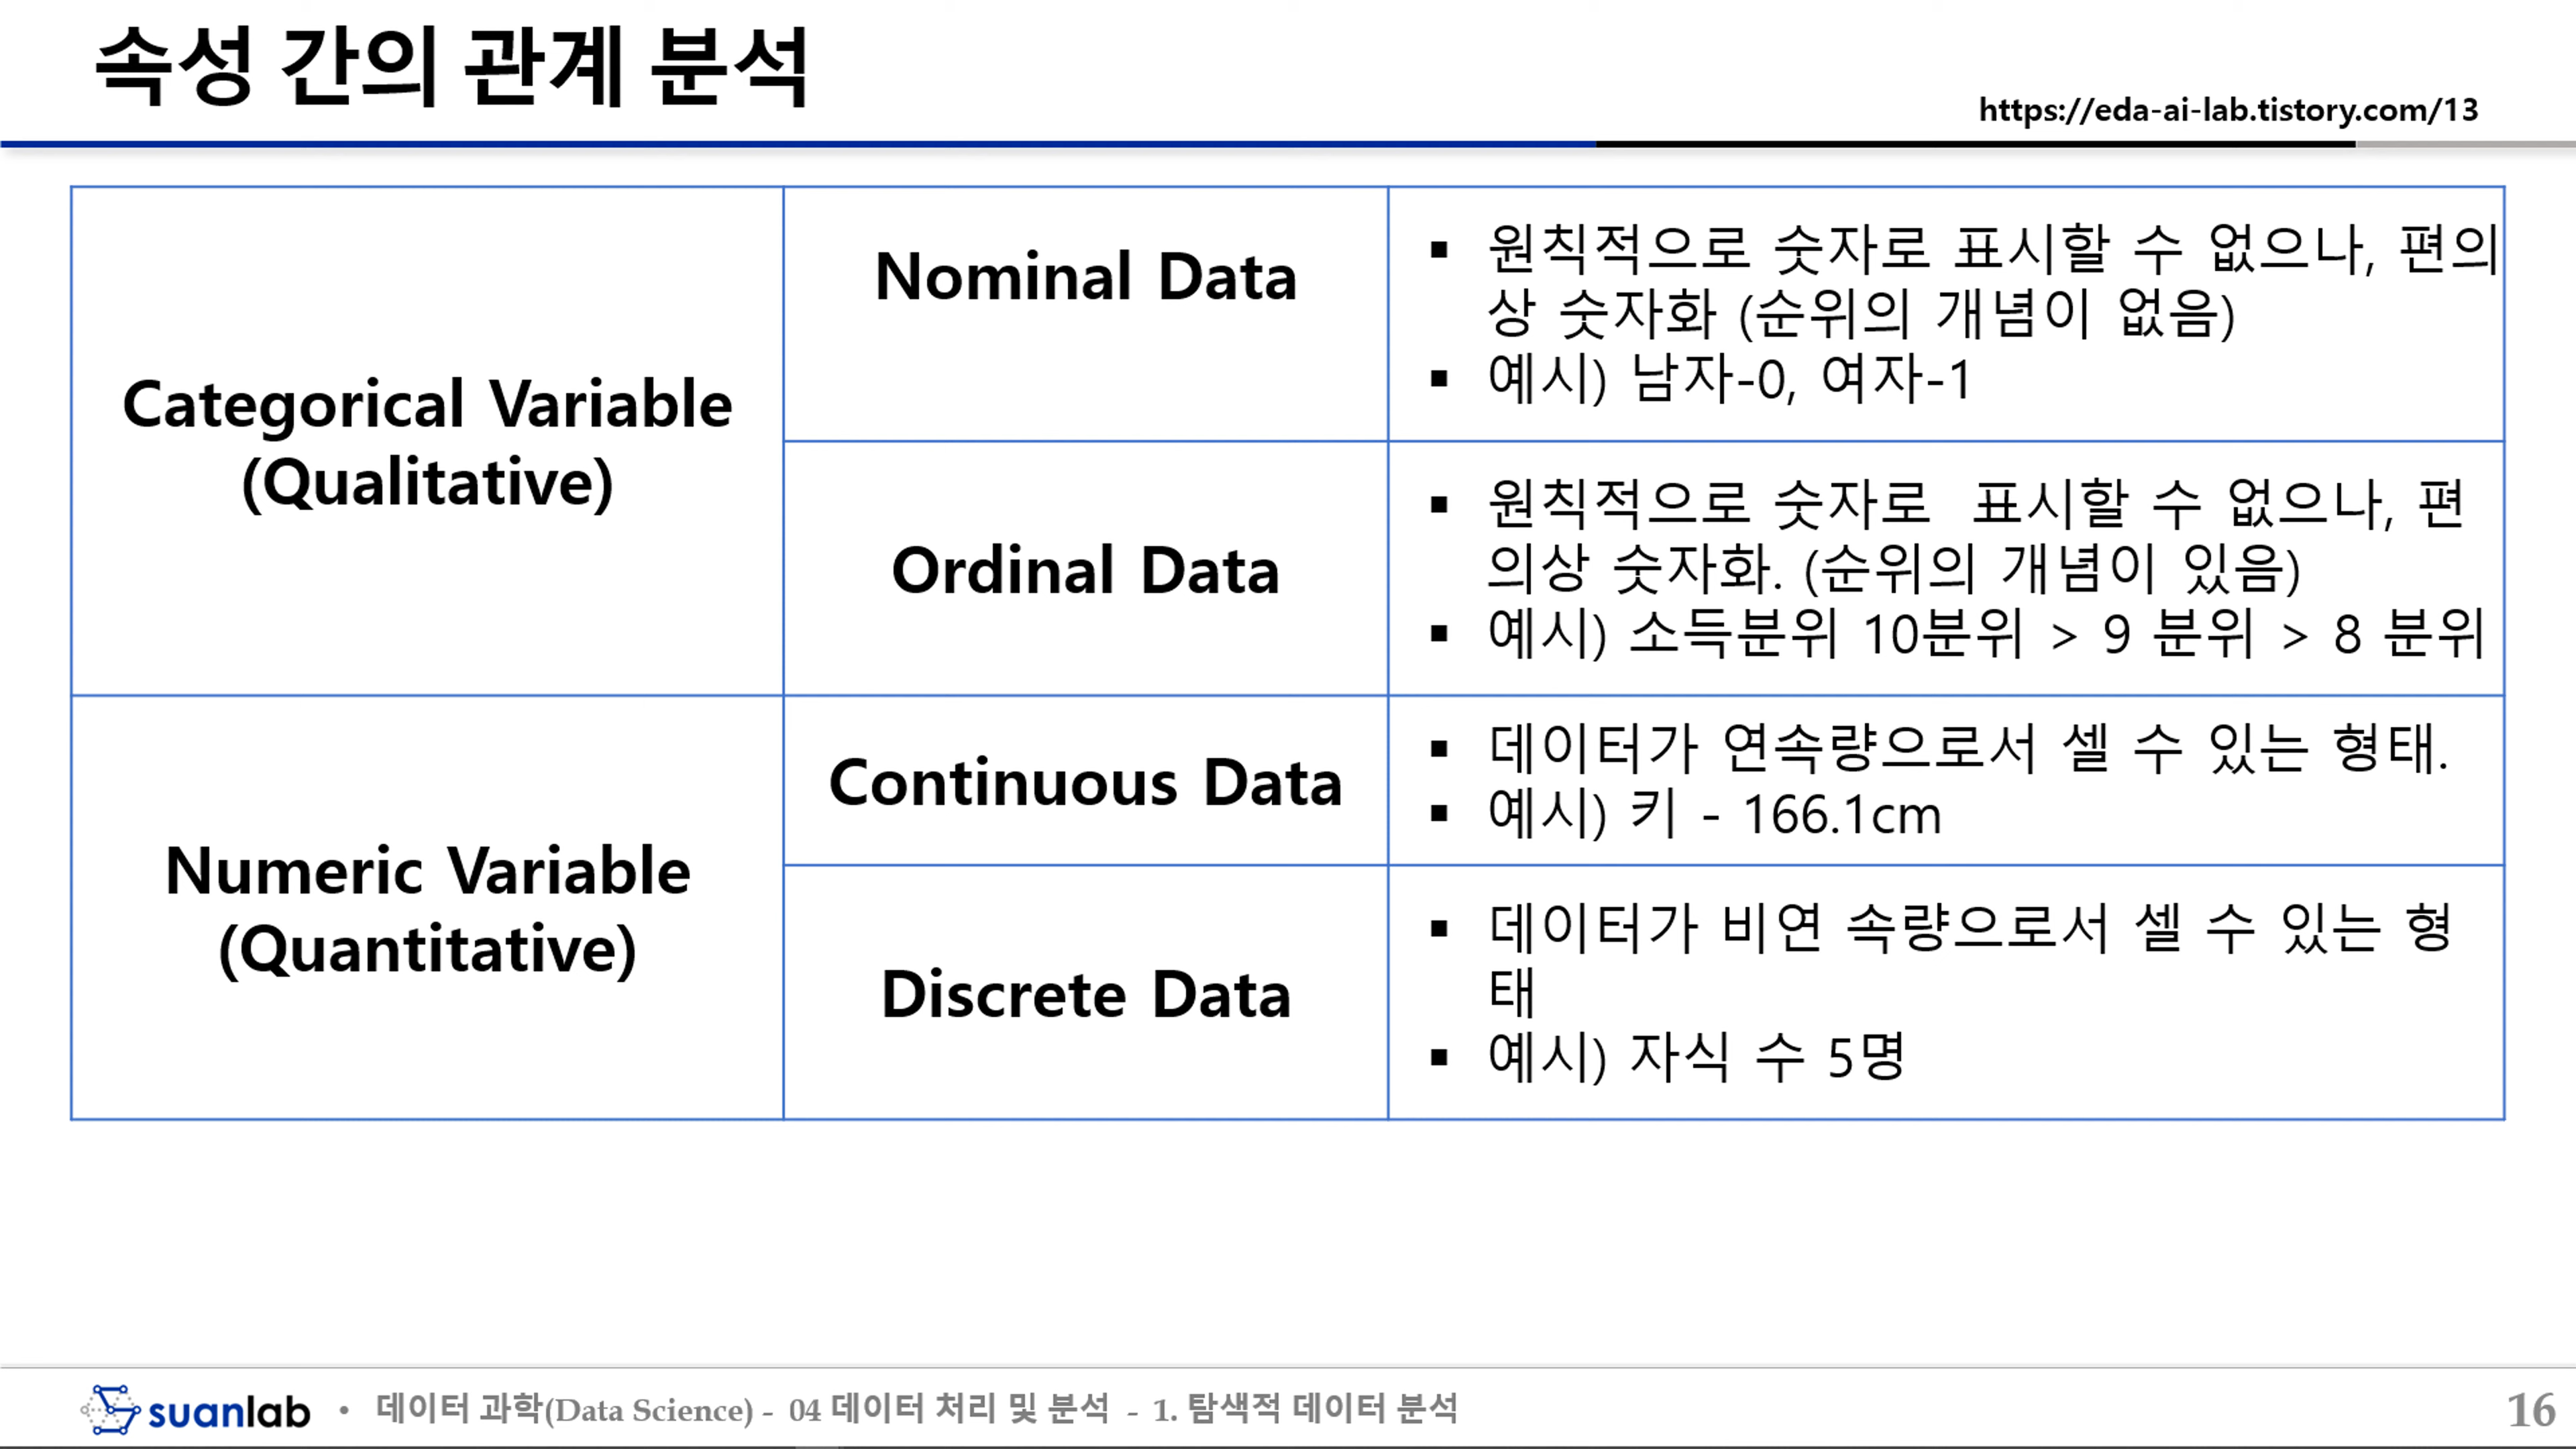 속성 간의 관계 분석
https://eda-ai-lab.tistory.com/13
Categorical Variable
(Qualitative)
Nominal Data
▪ 원칙적으로 숫자로 표시할 수 없으나, 편의
상 숫자화 (순위의 개념이 없음)
▪ 예시) 남자-0, 여자-1
Ordinal Data
▪ 원칙적으로 숫자로 표시할 수 없으나, 편
의상 숫자화. (순위의 개념이 있음)
▪ 예시) 소득분위 10분위 > 9 분위 > 8 분위
Numeric Variable
(Quantitative)
Continuous Data
▪ 데이터가 연속량으로서 셀 수 있는 형태.
▪ 예시) 키 - 166.1cm
Discrete Data
▪ 데이터가 비연 속량으로서 셀 수 있는 형
태
▪ 예시) 자식 수 5명
suanlab • 데이터 과학(Data Science) - 04 데이터 처리 및 분석 - 1. 탐색적 데이터 분석
16